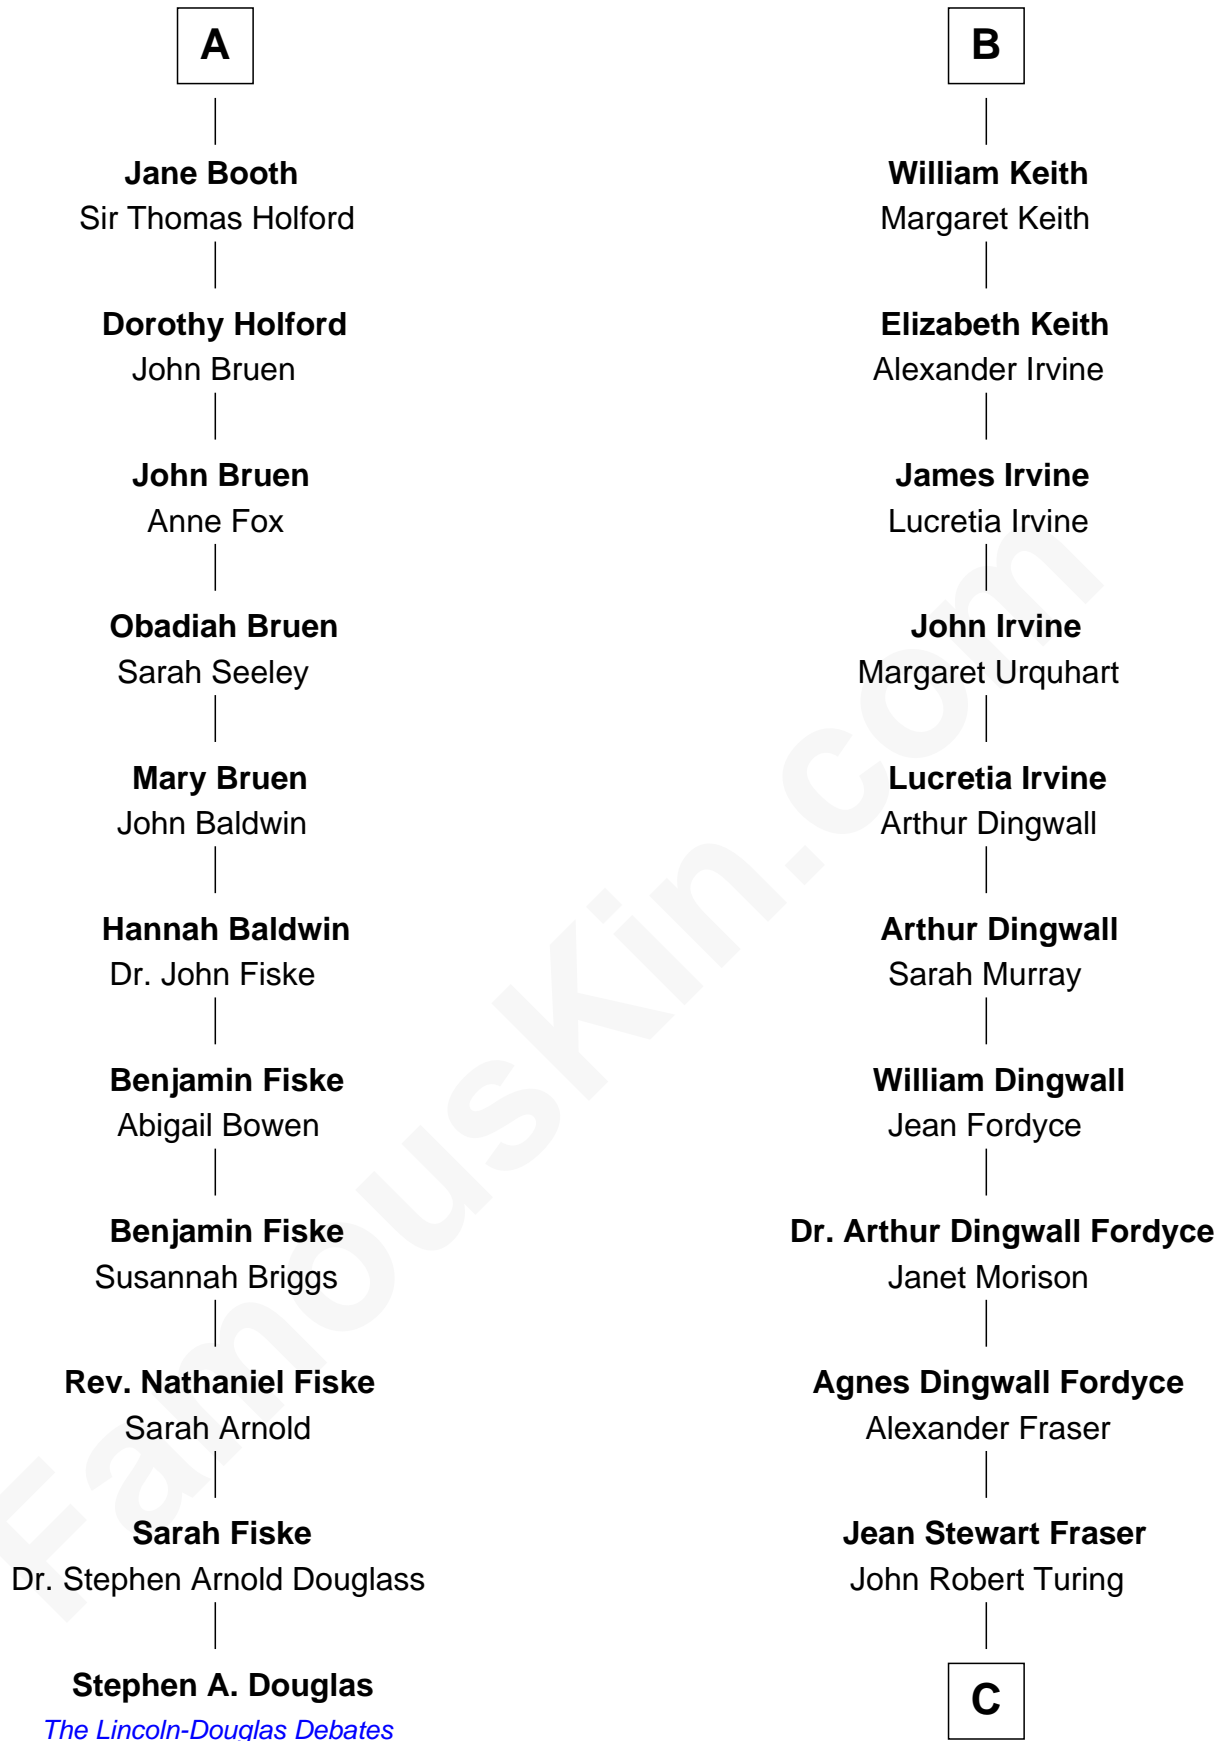 A
Jane Booth
Sir Thomas Holford
Dorothy Holford
John Bruen
John Bruen
Anne Fox
Obadiah Bruen
Sarah Seeley
Mary Bruen
John Baldwin
Hannah Baldwin
Dr. John Fiske
Benjamin Fiske
Abigail Bowen
Benjamin Fiske
Susannah Briggs
Rev. Nathaniel Fiske
Sarah Arnold
Sarah Fiske
Dr. Stephen Arnold Douglass
Stephen A. Douglas
The Lincoln-Douglas Debates
B
William Keith
Margaret Keith
Elizabeth Keith
Alexander Irvine
James Irvine
Lucretia Irvine
John Irvine
Margaret Urquhart
Lucretia Irvine
Arthur Dingwall
Arthur Dingwall
Sarah Murray
William Dingwall
Jean Fordyce
Dr. Arthur Dingwall Fordyce
Janet Morison
Agnes Dingwall Fordyce
Alexander Fraser
Jean Stewart Fraser
John Robert Turing
C
FamousKin.com